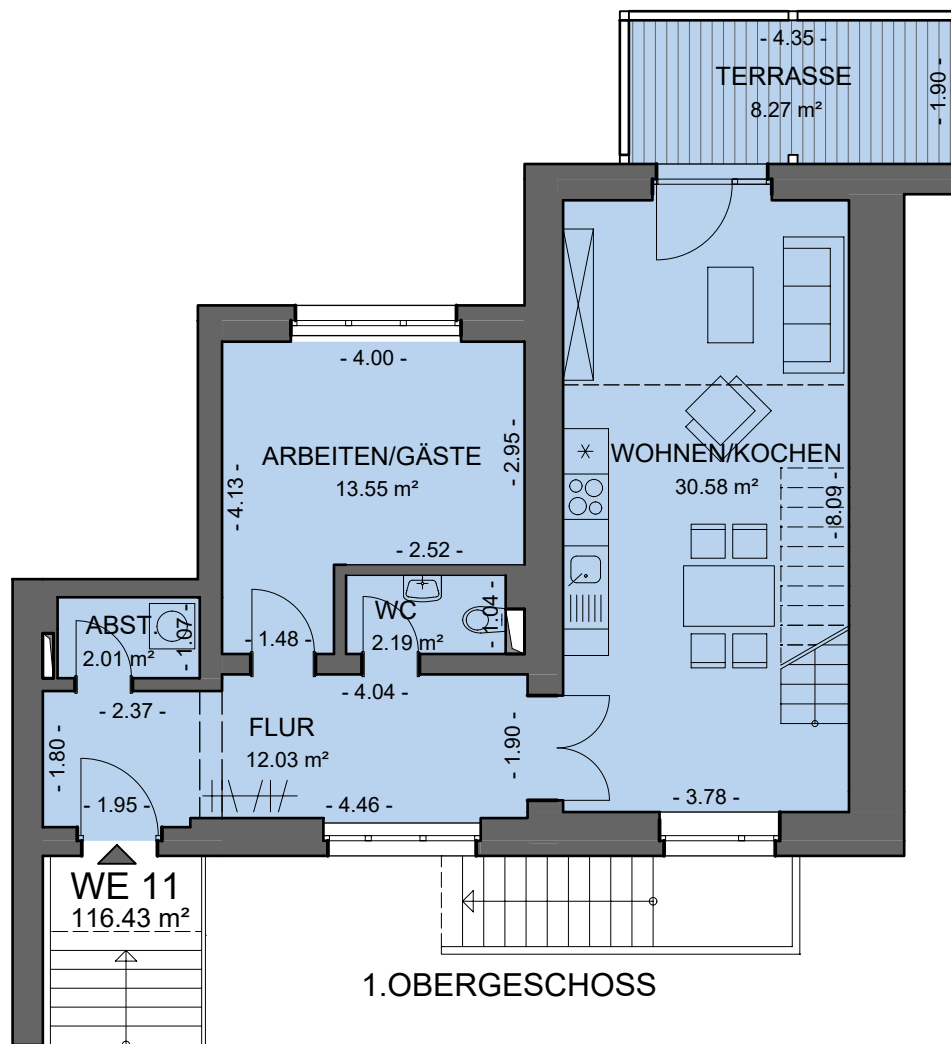 - 4.35 -
TERRASSE
8.27 m²
- 1.90 -
- 4.00 -
ARBEITEN/GÄSTE
13.55 m²
- 2.95 -
- 4.13 -
- 2.52 -
WOHNEN/KOCHEN
30.58 m²
- 8.09 -
ABST.
2.01 m²
- 1.07 -
- 1.48 -
WC
2.19 m²
- 1.04 -
- 2.37 -
- 4.04 -
FLUR
12.03 m²
- 1.80 -
- 1.90 -
- 1.95 -
- 4.46 -
- 3.78 -
WE 11
116.43 m²
1.OBERGESCHOSS